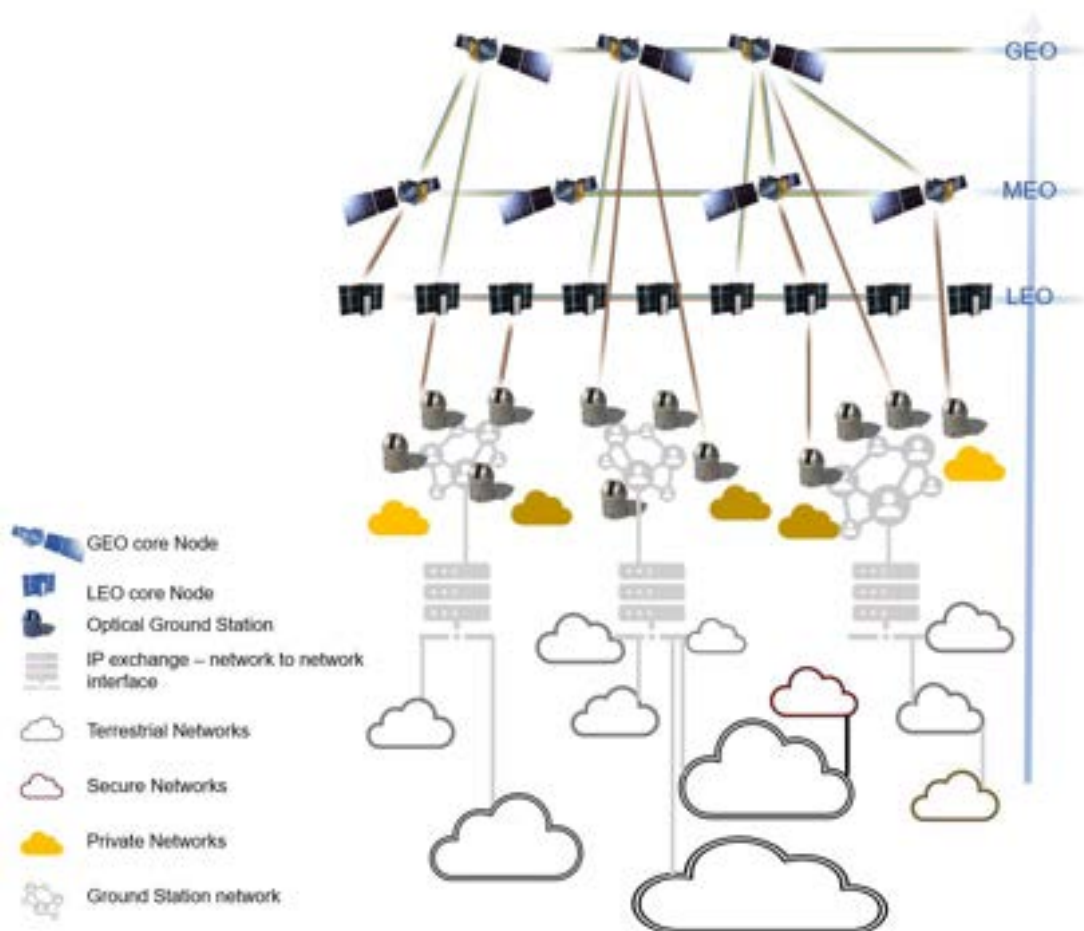 GEO
MEO
LEO
GEO core Node
LEO core Node
Optical Ground Station
IP exchange – network to network
interface
Terrestrial Networks
Secure Networks
Private Networks
Ground Station network